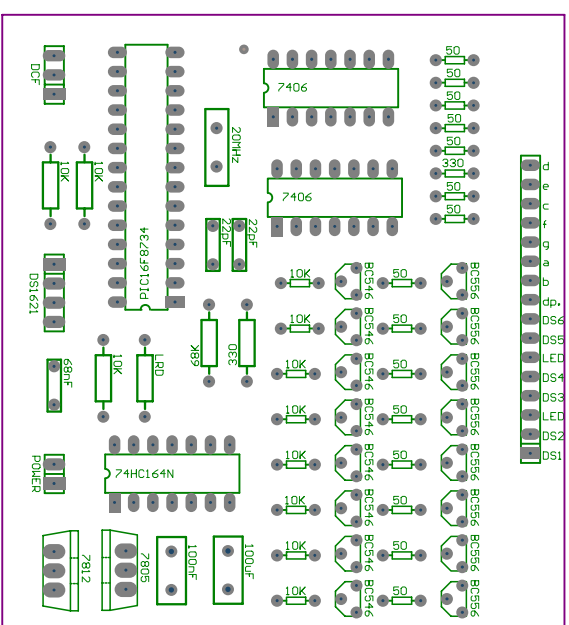 DCF
10K
10K
DS1621
68nF
POWER
7812
7805
PIC16F8734
20MHz
22pF
22pF
68K
330
10K
LRD
74HC164N
100nF
100uF
7406
7406
50
50
50
50
50
330
50
50
10K
BC546
50
BC556
10K
BC546
50
BC556
10K
BC546
50
BC556
10K
BC546
50
BC556
10K
BC546
50
BC556
10K
BC546
50
BC556
10K
BC546
50
BC556
10K
BC546
50
BC556
d
e
c
f
g
a
b
dp.
DS6
DS5
LED
DS4
DS3
LED
DS2
DS1